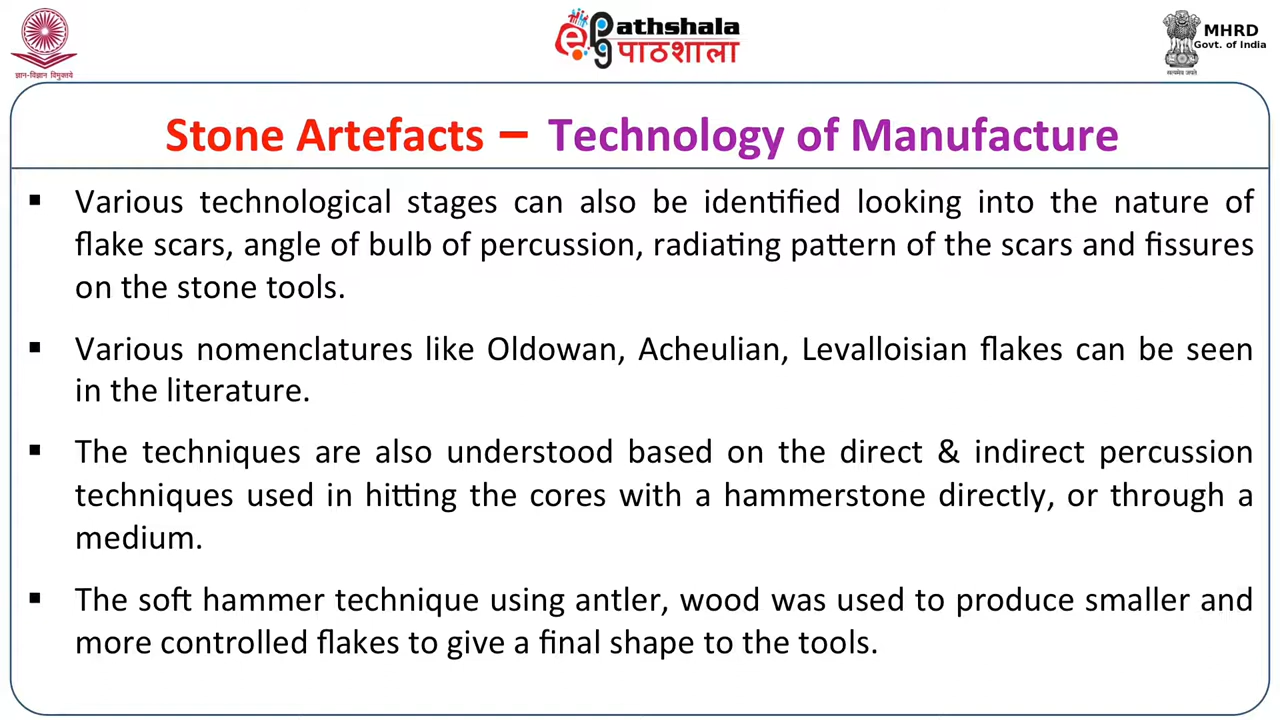 ज्ञान-विज्ञान विमुक्तये
ePathshala
पाठशाला
MHRD
Govt. of India
सत्यमेव जयते
Stone Artefacts – Technology of Manufacture
▪ Various technological stages can also be identified looking into the nature of
flake scars, angle of bulb of percussion, radiating pattern of the scars and fissures
on the stone tools.
▪ Various nomenclatures like Oldowan, Acheulian, Levalloisian flakes can be seen
in the literature.
▪ The techniques are also understood based on the direct & indirect percussion
techniques used in hitting the cores with a hammerstone directly, or through a
medium.
▪ The soft hammer technique using antler, wood was used to produce smaller and
more controlled flakes to give a final shape to the tools.